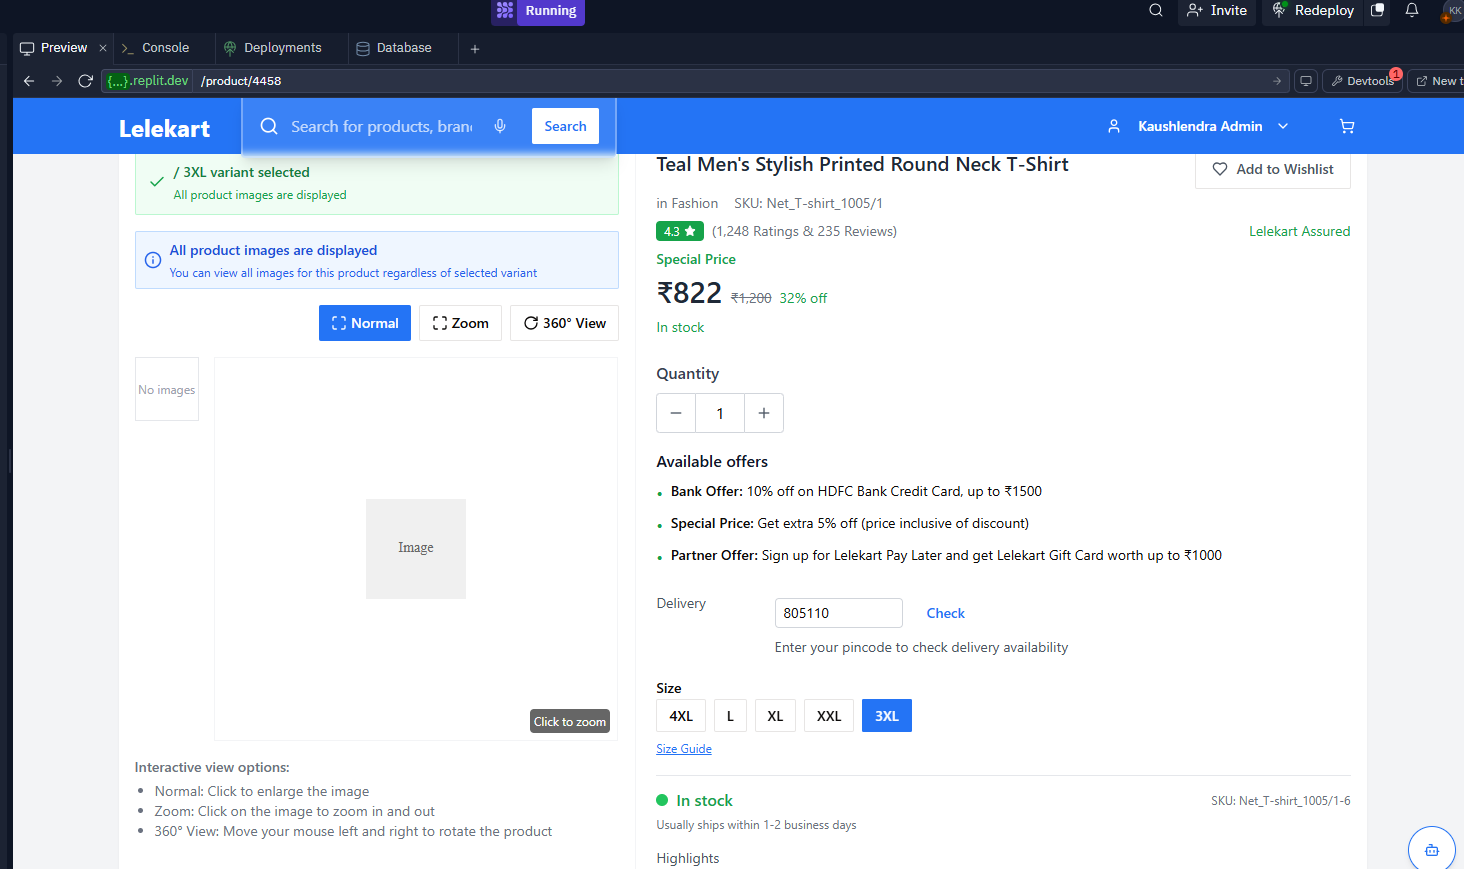 Running
Invite
Redeploy
KK
Preview
Console
Deployments
Database
{...}.replit.dev
/product/4458
Devtools
1
New t
Lelekart
Search for products, bran
Search
Kaushlendra Admin
/ 3XL variant selected
All product images are displayed
All product images are displayed
You can view all images for this product regardless of selected variant
Normal
Zoom
360° View
No images
Image
Click to zoom
Interactive view options:
• Normal: Click to enlarge the image
• Zoom: Click on the image to zoom in and out
• 360° View: Move your mouse left and right to rotate the product
Teal Men's Stylish Printed Round Neck T-Shirt
Add to Wishlist
in Fashion SKU: Net_T-shirt_1005/1
4.3 ★ (1,248 Ratings & 235 Reviews)
Lelekart Assured
Special Price
₹822 ₹1,200 32% off
In stock
Quantity
− 1 +
Available offers
• Bank Offer: 10% off on HDFC Bank Credit Card, up to ₹1500
• Special Price: Get extra 5% off (price inclusive of discount)
• Partner Offer: Sign up for Lelekart Pay Later and get Lelekart Gift Card worth up to ₹1000
Delivery
805110
Check
Enter your pincode to check delivery availability
Size
4XL L XL XXL 3XL
Size Guide
In stock
SKU: Net_T-shirt_1005/1-6
Usually ships within 1-2 business days
Highlights